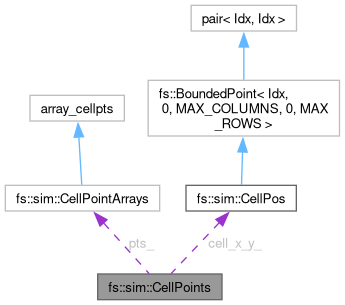 pair< Idx, Idx >
fs::BoundedPoint< Idx,
0, MAX_COLUMNS, 0, MAX
_ROWS >
array_cellpts
fs::sim::CellPointArrays
fs::sim::CellPos
pts_
cell_x_y_
fs::sim::CellPoints